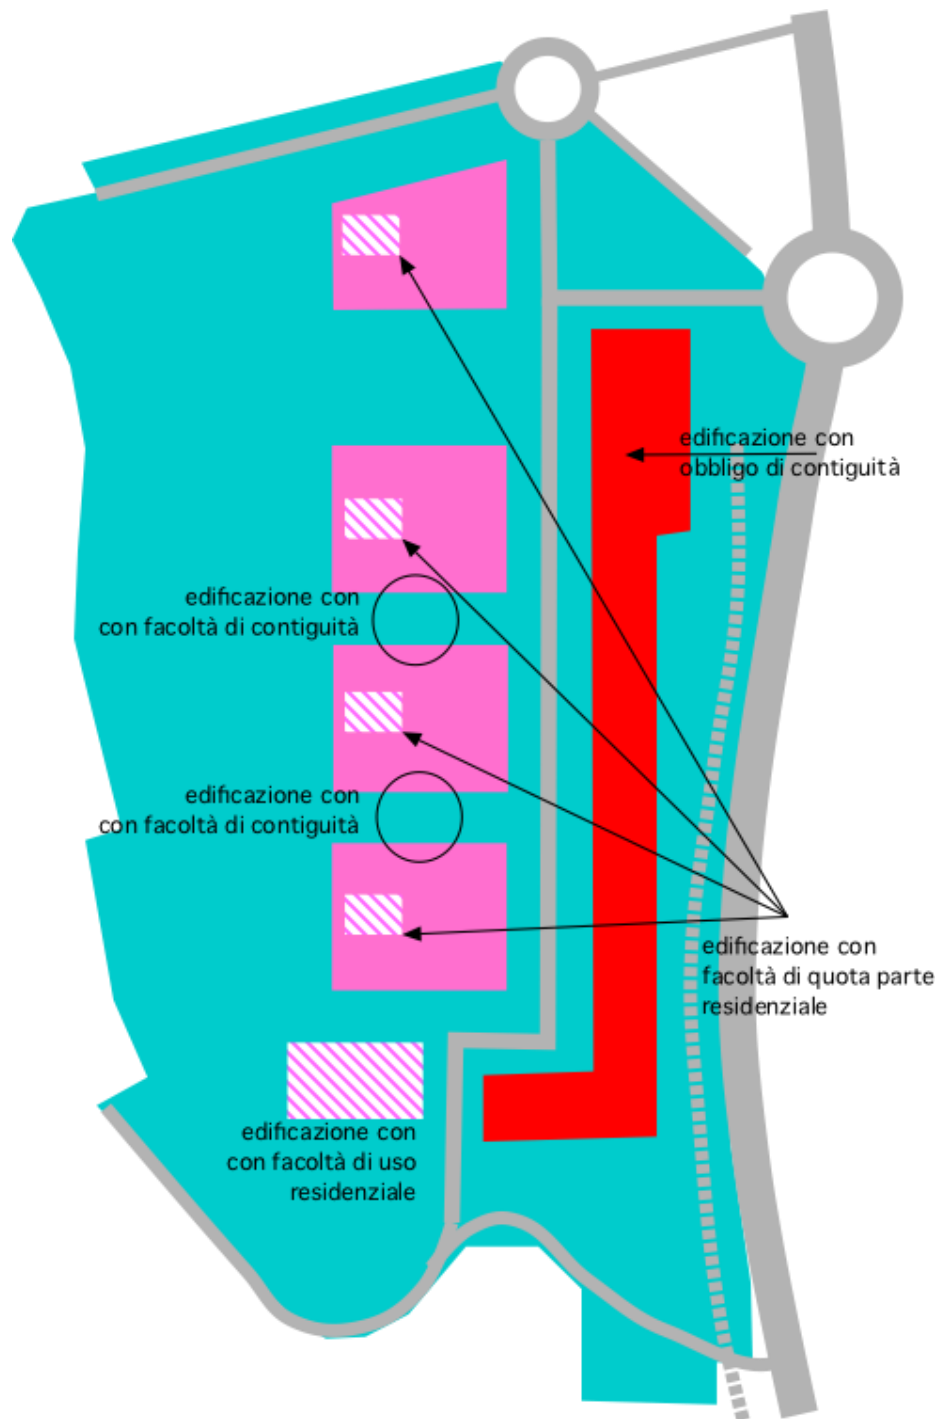 edificazione con
obbligo di contiguità
edificazione con
con facoltà di contiguità
edificazione con
con facoltà di contiguità
edificazione con
facoltà di quota parte
residenziale
edificazione con
con facoltà di uso
residenziale